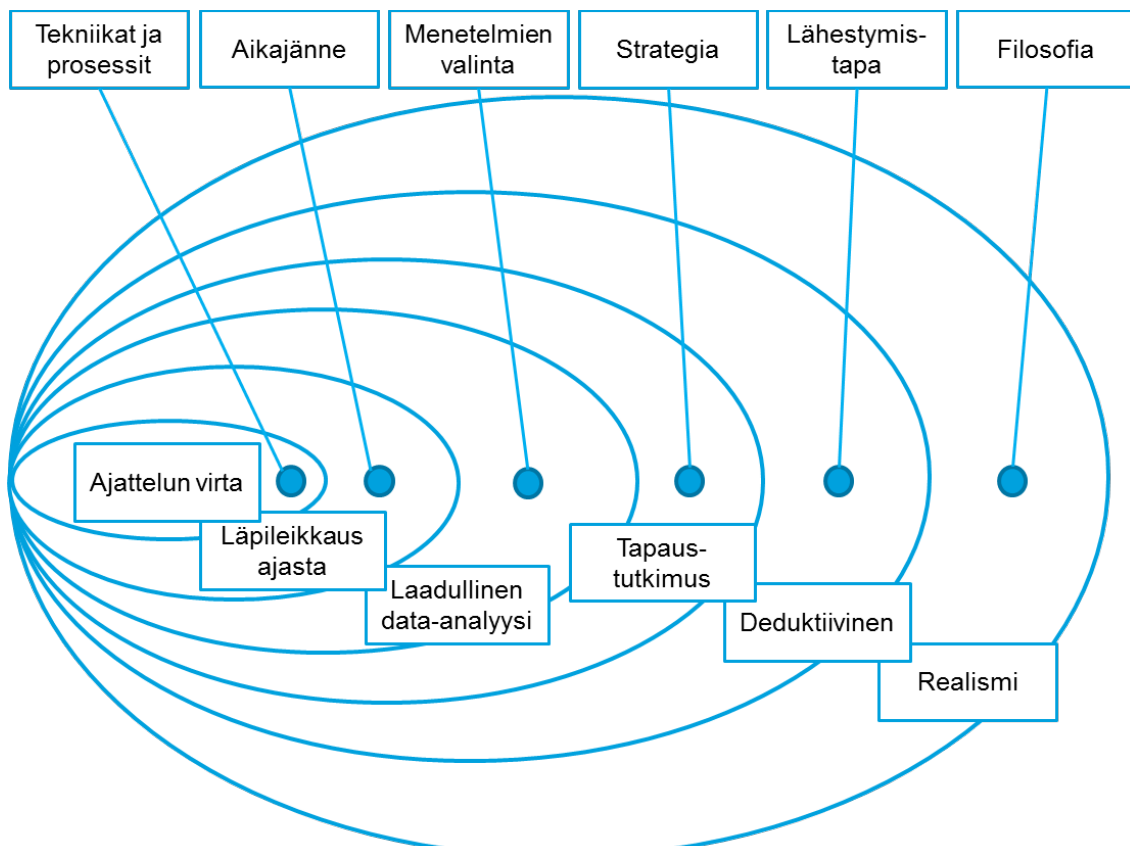 Tekniikat ja
prosessit
Aikajänne
Menetelmien
valinta
Strategia
Lähestymis-
tapa
Filosofia
Ajattelun virta
Läpileikkaus
ajasta
Laadullinen
data-analyysi
Tapaus-
tutkimus
Deduktiivinen
Realismi